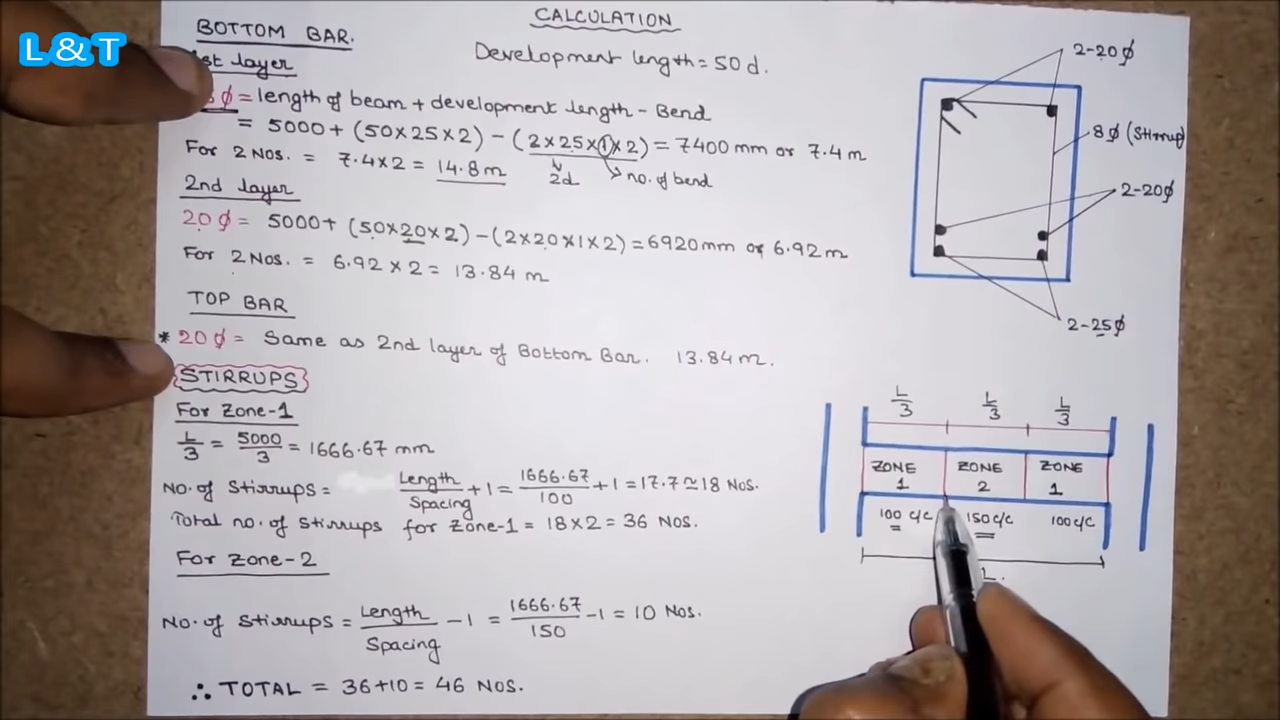 L&T
CALCULATION
BOTTOM BAR.
Development length = 50 d.
1st layer
ϕ = length of beam + development length - Bend
= 5000 + (50×25×2) - (2×25×1×2) = 7400 mm or 7.4 m
2d
no. of bend
For 2 Nos. = 7.4×2 = 14.8 m
2nd layer
20 ϕ = 5000+ (50×20×2) - (2×20×1×2) = 6920 mm or 6.92 m
For 2 Nos. = 6.92 × 2 = 13.84 m
TOP BAR
* 20 ϕ = Same as 2nd layer of Bottom Bar. 13.84 m.
STIRRUPS
For Zone-1
L/3 = 5000/3 = 1666.67 mm
No. of Stirrups = Length/Spacing + 1 = 1666.67/100 + 1 = 17.7 ≃ 18 Nos.
Total no. of Stirrups for Zone-1 = 18×2 = 36 Nos.
For Zone-2
No. of Stirrups = Length/Spacing - 1 = 1666.67/150 - 1 = 10 Nos.
∴ TOTAL = 36+10 = 46 Nos.
2-20ϕ
8ϕ (Stirrup)
2-20ϕ
2-25ϕ
L/3 L/3 L/3
ZONE 1 ZONE 2 ZONE 1
100 c/c 150 c/c 100 c/c
L.